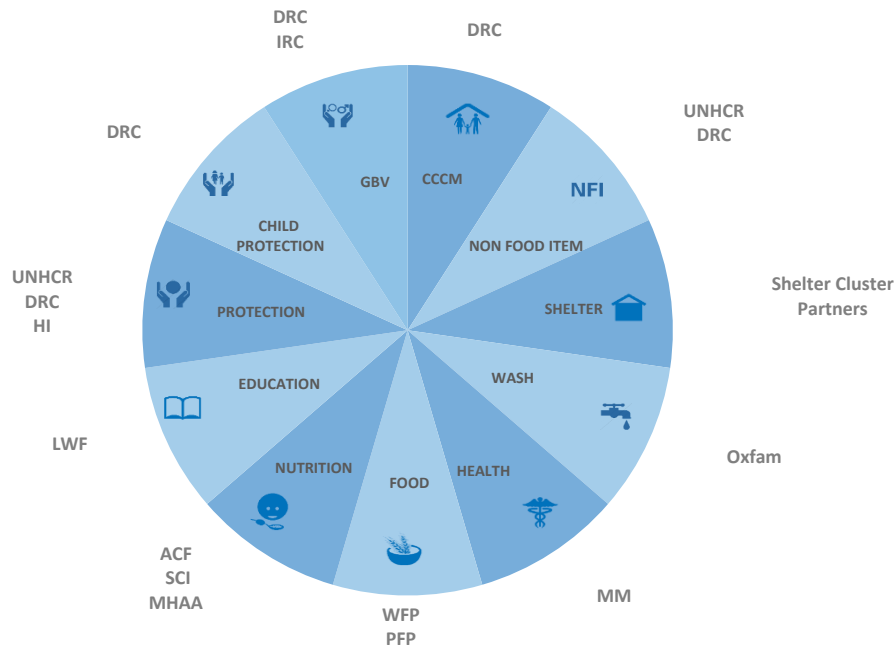 DRC
IRC
DRC
DRC
UNHCR
DRC
GBV
CCCM
NFI
CHILD
PROTECTION
NON FOOD ITEM
UNHCR
DRC
HI
PROTECTION
SHELTER
Shelter Cluster
Partners
EDUCATION
WASH
LWF
NUTRITION
FOOD
HEALTH
Oxfam
ACF
SCI
MHAA
WFP
PFP
MM